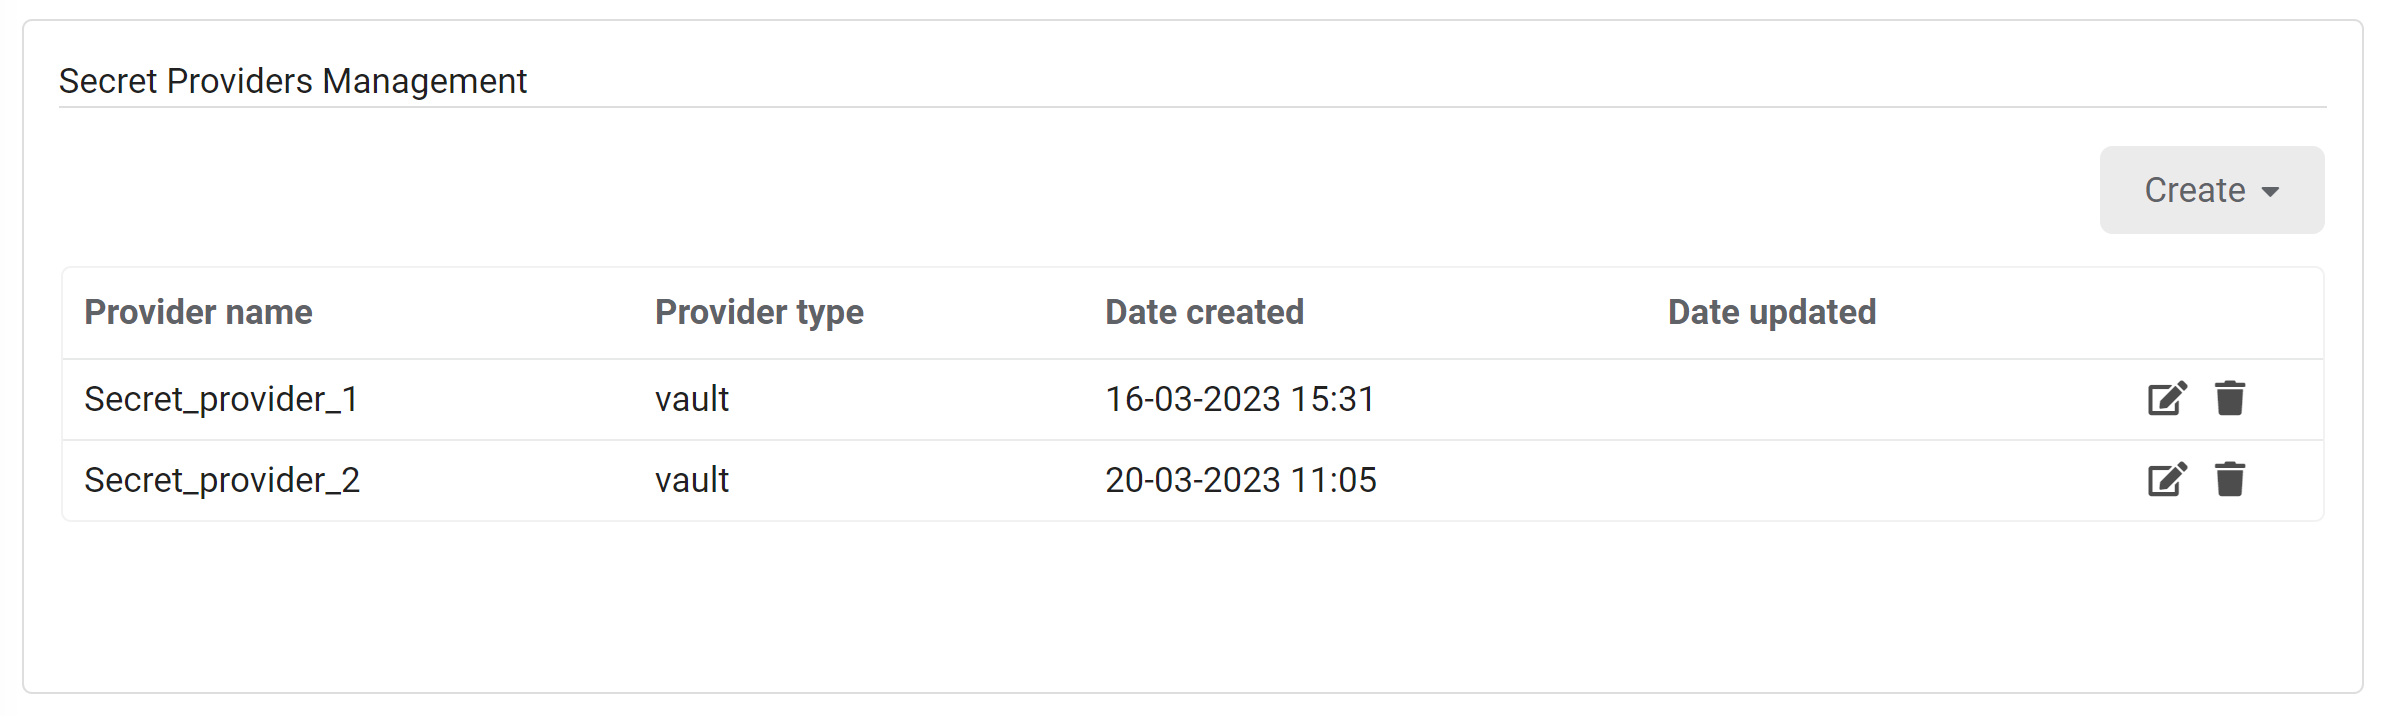 Secret Providers Management
Create
Provider name Provider type Date created Date updated
Secret_provider_1 vault 16-03-2023 15:31
Secret_provider_2 vault 20-03-2023 11:05